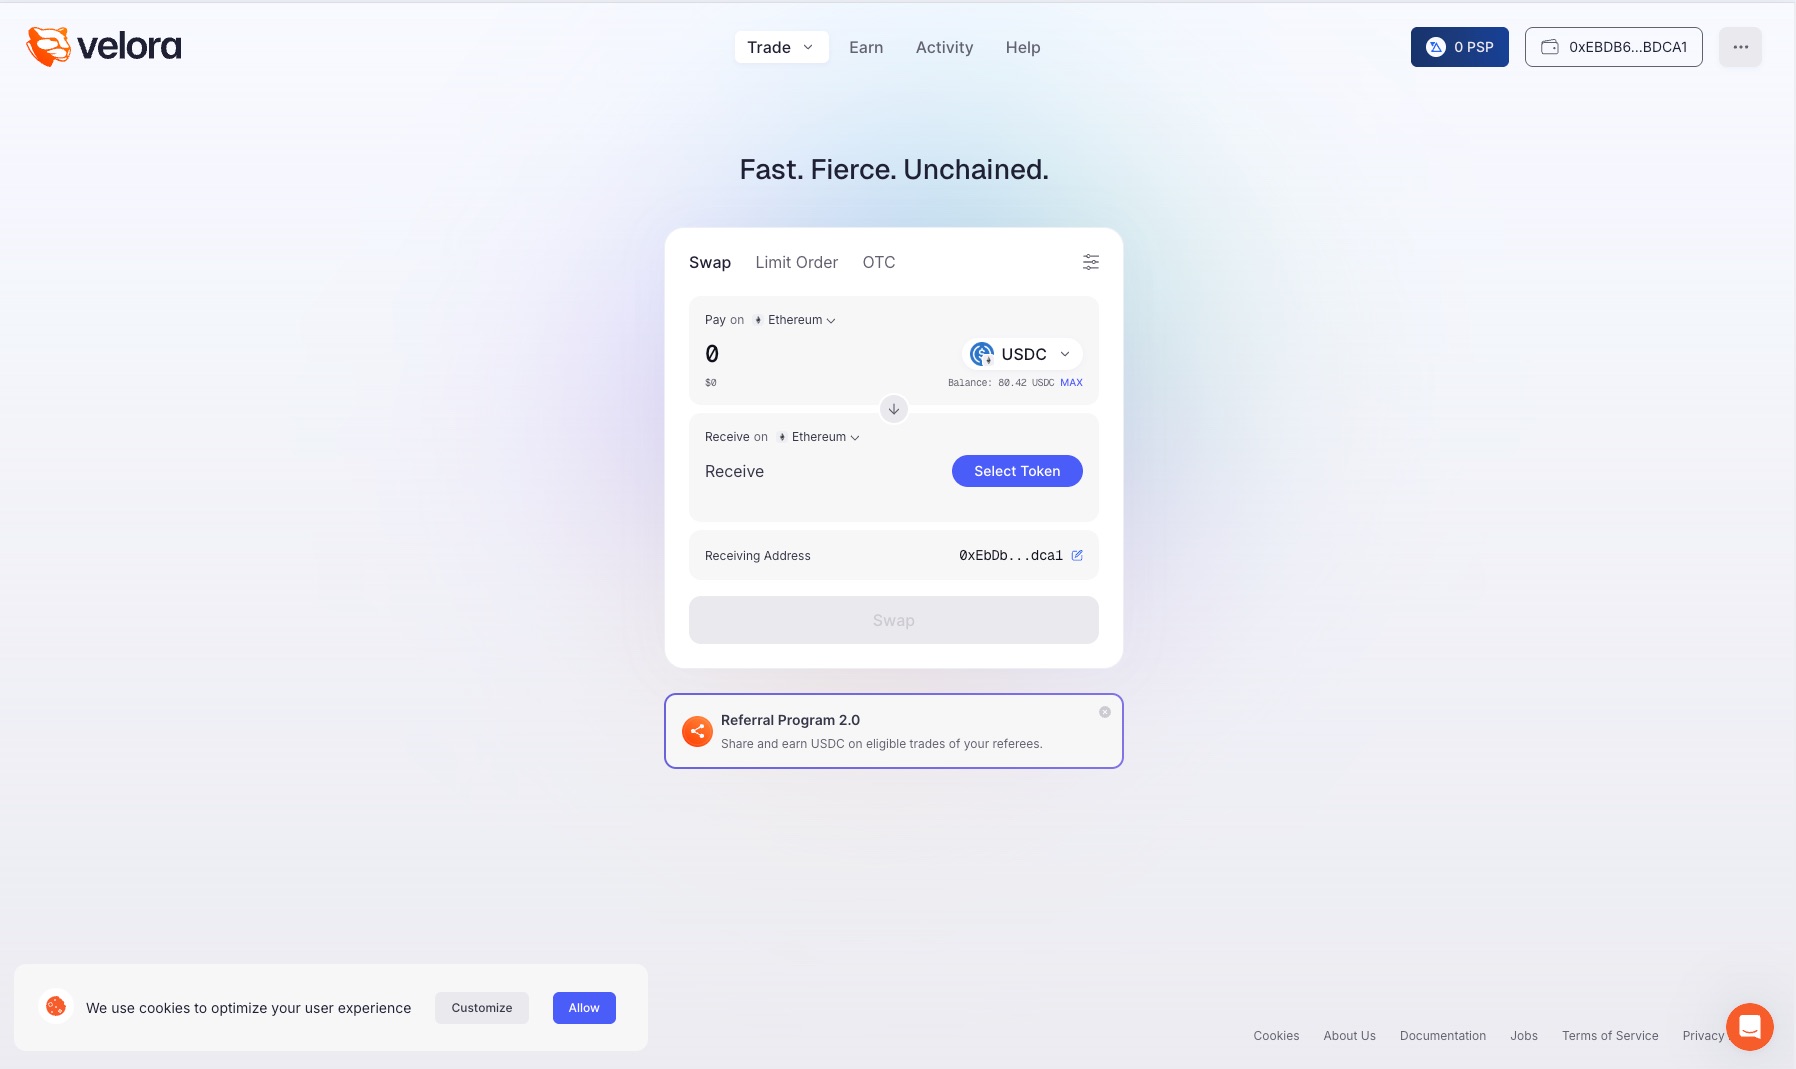 velora
Trade
Earn
Activity
Help
0 PSP
0xEBDB6...BDCA1
Fast. Fierce. Unchained.
Swap
Limit Order
OTC
Pay on Ethereum
0
USDC
$0
Balance: 80.42 USDC MAX
Receive on Ethereum
Receive
Select Token
Receiving Address
0xEbDb...dca1
Swap
Referral Program 2.0
Share and earn USDC on eligible trades of your referees.
We use cookies to optimize your user experience
Customize
Allow
Cookies
About Us
Documentation
Jobs
Terms of Service
Privacy